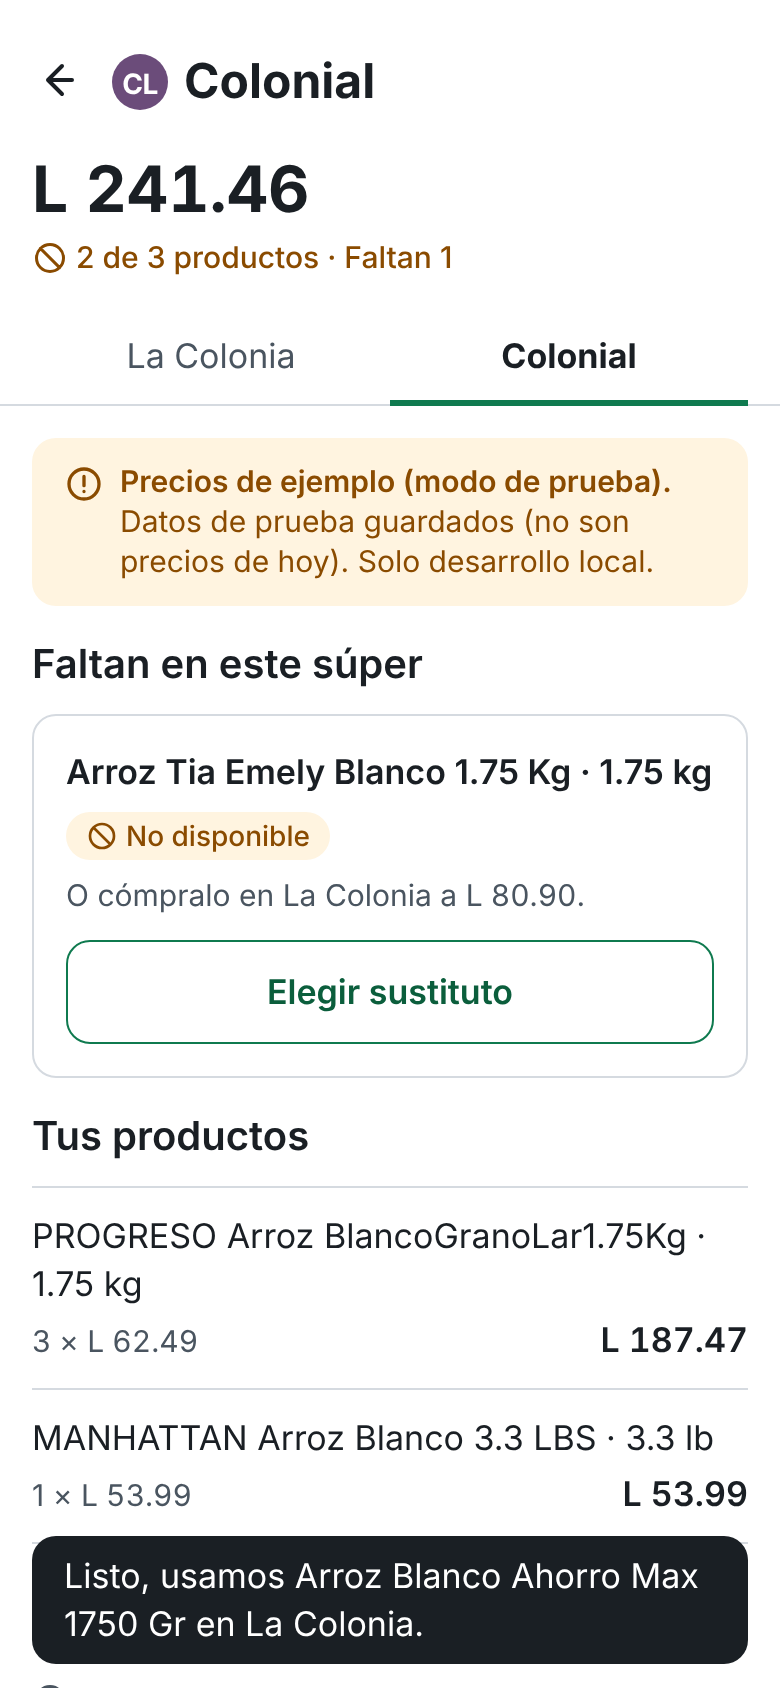 CL Colonial
L 241.46
2 de 3 productos · Faltan 1
La Colonia
Colonial
Precios de ejemplo (modo de prueba).
Datos de prueba guardados (no son
precios de hoy). Solo desarrollo local.
Faltan en este súper
Arroz Tia Emely Blanco 1.75 Kg · 1.75 kg
No disponible
O cómpralo en La Colonia a L 80.90.
Elegir sustituto
Tus productos
PROGRESO Arroz BlancoGranoLar1.75Kg ·
1.75 kg
3 × L 62.49
L 187.47
MANHATTAN Arroz Blanco 3.3 LBS · 3.3 lb
1 × L 53.99
L 53.99
Listo, usamos Arroz Blanco Ahorro Max
1750 Gr en La Colonia.